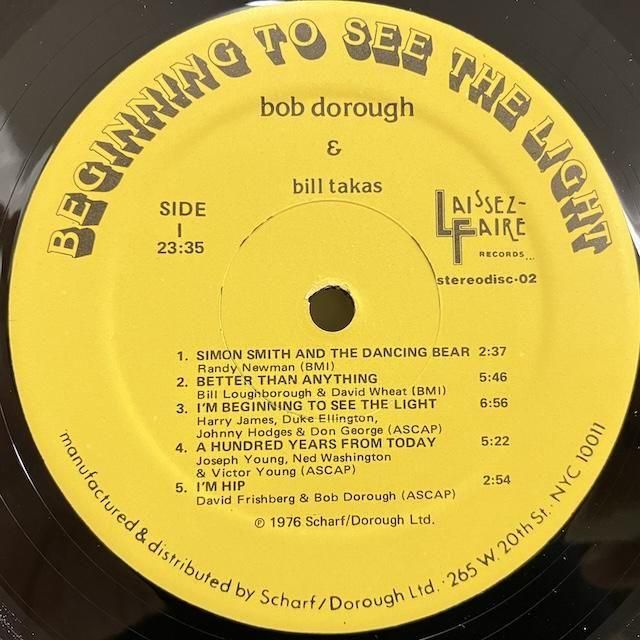 BEGINNING TO SEE THE LIGHT
bob dorough
&
bill takas
SIDE
1
23:35
LAISSEZ-
FAIRE
RECORDS...
stereodisc·02
1. SIMON SMITH AND THE DANCING BEAR 2:37
Randy Newman (BMI)
2. BETTER THAN ANYTHING 5:46
Bill Loughborough & David Wheat (BMI)
3. I'M BEGINNING TO SEE THE LIGHT 6:56
Harry James, Duke Ellington,
Johnny Hodges & Don George (ASCAP)
4. A HUNDRED YEARS FROM TODAY 5:22
Joseph Young, Ned Washington
& Victor Young (ASCAP)
5. I'M HIP 2:54
David Frishberg & Bob Dorough (ASCAP)
℗ 1976 Scharf/Dorough Ltd.
manufactured & distributed by Scharf/Dorough Ltd. · 265 W. 20th St. NYC 10011